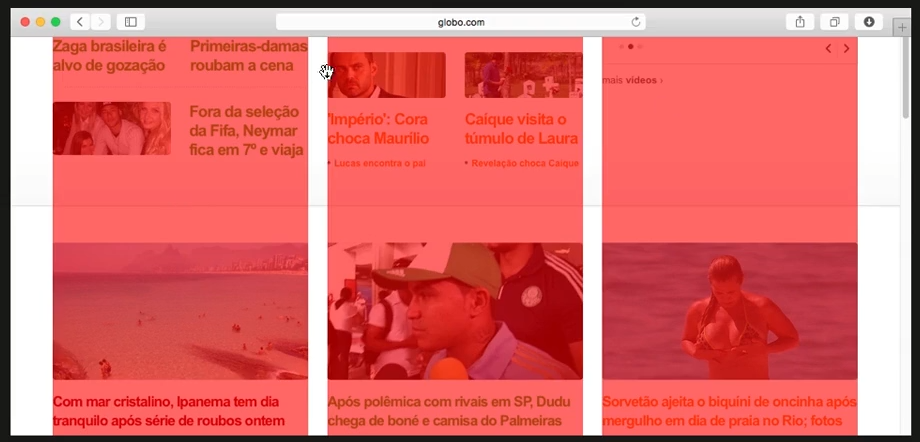 globo.com
Zaga brasileira é
alvo de gozação
Primeiras-damas
roubam a cena
Fora da seleção
da Fifa, Neymar
fica em 7º e viaja
'Império': Cora
choca Maurílio
• Lucas encontra o pai
Caíque visita o
túmulo de Laura
• Revelação choca Caíque
mais vídeos ›
Com mar cristalino, Ipanema tem dia
tranquilo após série de roubos ontem
Após polêmica com rivais em SP, Dudu
chega de boné e camisa do Palmeiras
Sorvetão ajeita o biquíni de oncinha após
mergulho em dia de praia no Rio; fotos